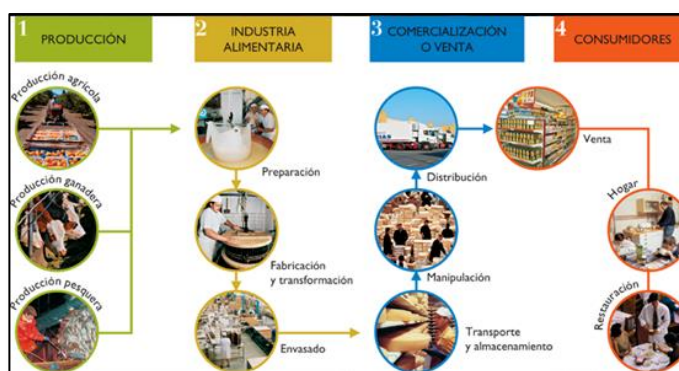 1 PRODUCCIÓN
2 INDUSTRIA
ALIMENTARIA
3 COMERCIALIZACIÓN
O VENTA
4 CONSUMIDORES
Producción agrícola
Producción ganadera
Producción pesquera
Preparación
Fabricación
y transformación
Envasado
Transporte
y almacenamiento
Manipulación
Distribución
Venta
Hogar
Restauración